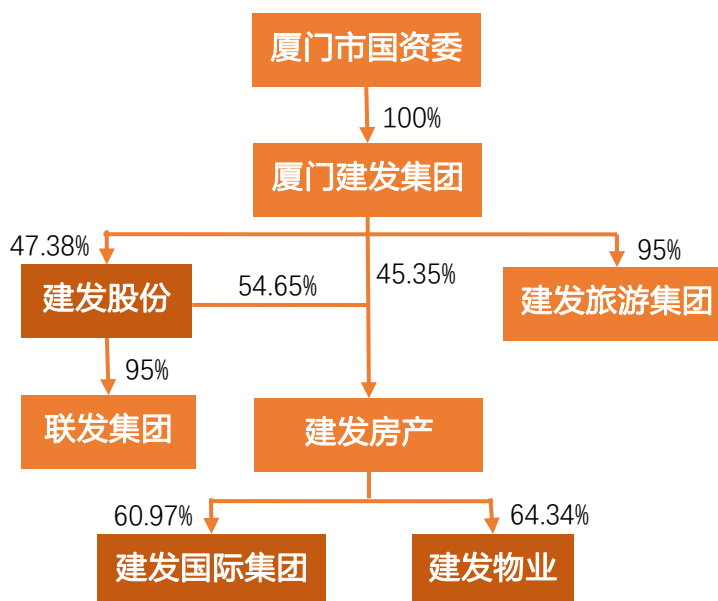 厦门市国资委
100%
厦门建发集团
47.38%
95%
建发股份
54.65%
45.35%
建发旅游集团
95%
联发集团
建发房产
60.97%
64.34%
建发国际集团
建发物业